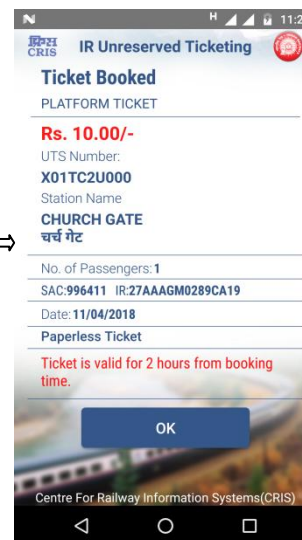 N H 11:2
क्रिस
CRIS
IR Unreserved Ticketing
Ticket Booked
PLATFORM TICKET
Rs. 10.00/-
UTS Number:
X01TC2U000
Station Name
CHURCH GATE
चर्च गेट
No. of Passengers:1
SAC:996411 IR:27AAAGM0289CA19
Date:11/04/2018
Paperless Ticket
Ticket is valid for 2 hours from booking
time.
OK
Centre For Railway Information Systems(CRIS)